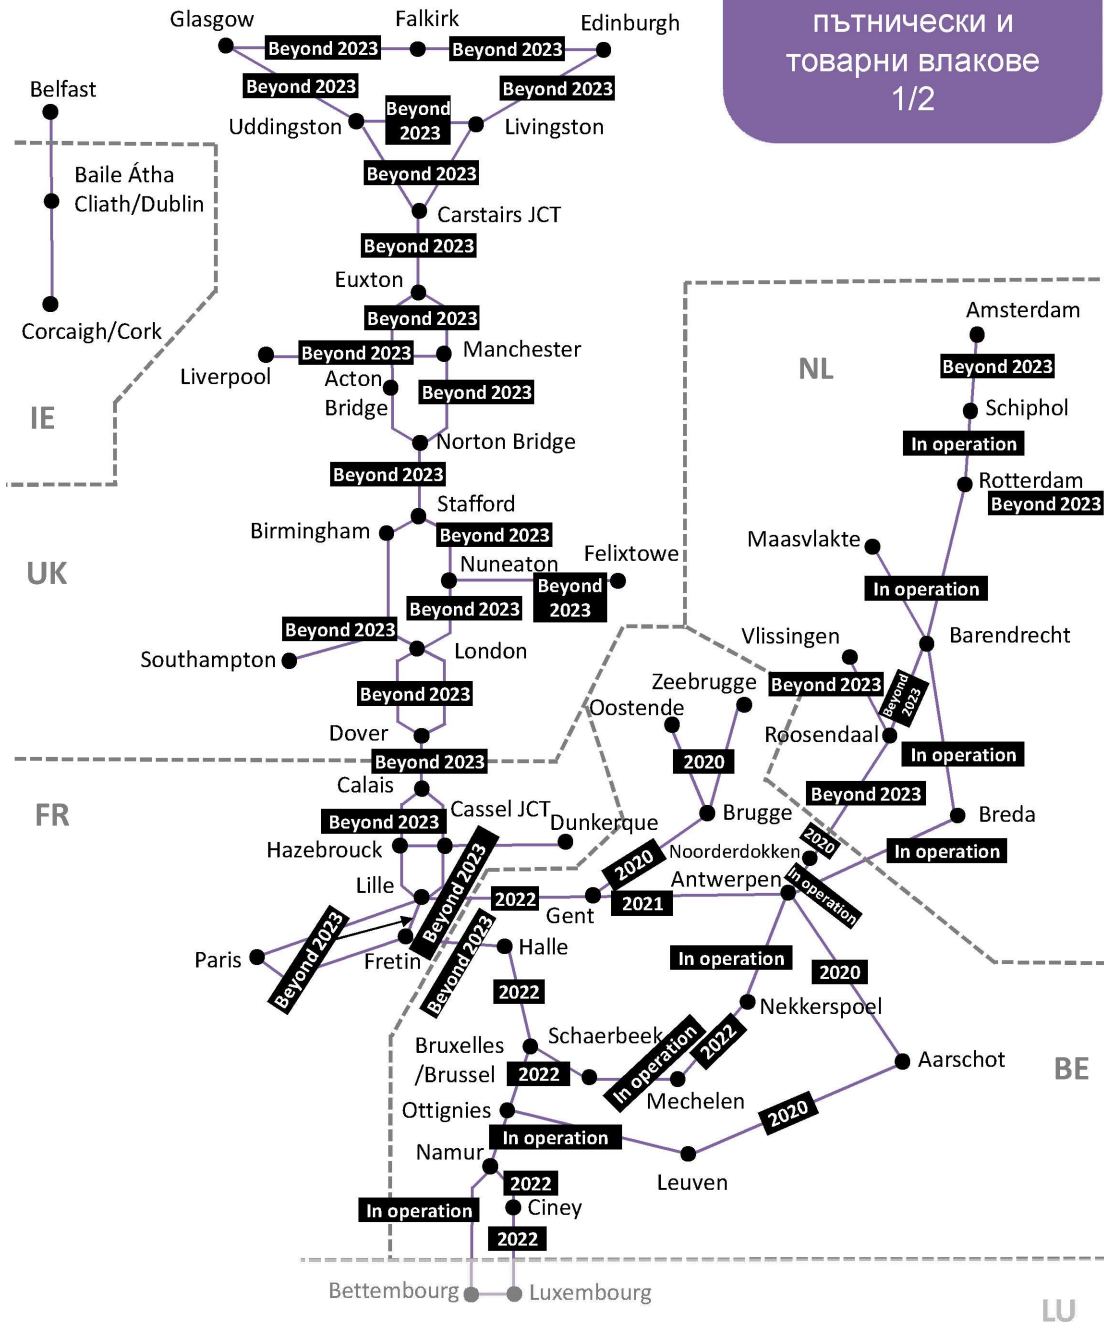 пътнически и
товарни влакове
1/2
Glasgow
Falkirk
Edinburgh
Beyond 2023
Beyond 2023
Beyond 2023
Beyond 2023
Belfast
Uddingston
Beyond
2023
Livingston
Baile Átha
Cliath/Dublin
Beyond 2023
Carstairs JCT
Beyond 2023
Euxton
Corcaigh/Cork
Beyond 2023
Amsterdam
Liverpool
Beyond 2023
Manchester
Acton
Bridge
Beyond 2023
NL
Beyond 2023
Schiphol
IE
Norton Bridge
In operation
Beyond 2023
Rotterdam
Beyond 2023
Stafford
Birmingham
Beyond 2023
Maasvlakte
Nuneaton
Felixtowe
UK
Beyond
2023
In operation
Beyond 2023
Beyond 2023
Southampton
London
Vlissingen
Barendrecht
Beyond 2023
Zeebrugge
Oostende
Beyond 2023
Beyond
2023
Dover
Roosendaal
Beyond 2023
2020
In operation
Calais
Beyond 2023
FR
Cassel JCT
Beyond 2023
Dunkerque
Brugge
Breda
Hazebrouck
2020
Noorderdokken
2020
In operation
Lille
Beyond 2023
2022
Gent
2021
Antwerpen
In operation
Paris
Beyond 2023
Fretin
Beyond 2023
Halle
In operation
2020
2022
Nekkerspoel
Bruxelles
/Brussel
Schaerbeek
2022
In operation
2022
Mechelen
Aarschot
BE
Ottignies
In operation
2020
Namur
Leuven
2022
In operation
Ciney
2022
Bettembourg
Luxembourg
LU